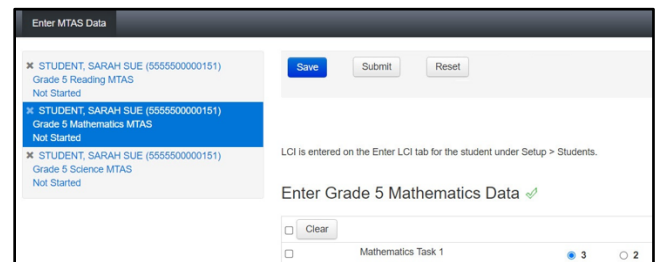 Enter MTAS Data
STUDENT, SARAH SUE (5555500000151)
Grade 5 Reading MTAS
Not Started
STUDENT, SARAH SUE (5555500000151)
Grade 5 Mathematics MTAS
Not Started
STUDENT, SARAH SUE (5555500000151)
Grade 5 Science MTAS
Not Started
Save Submit Reset
LCI is entered on the Enter LCI tab for the student under Setup > Students.
Enter Grade 5 Mathematics Data
Clear
Mathematics Task 1 3 2